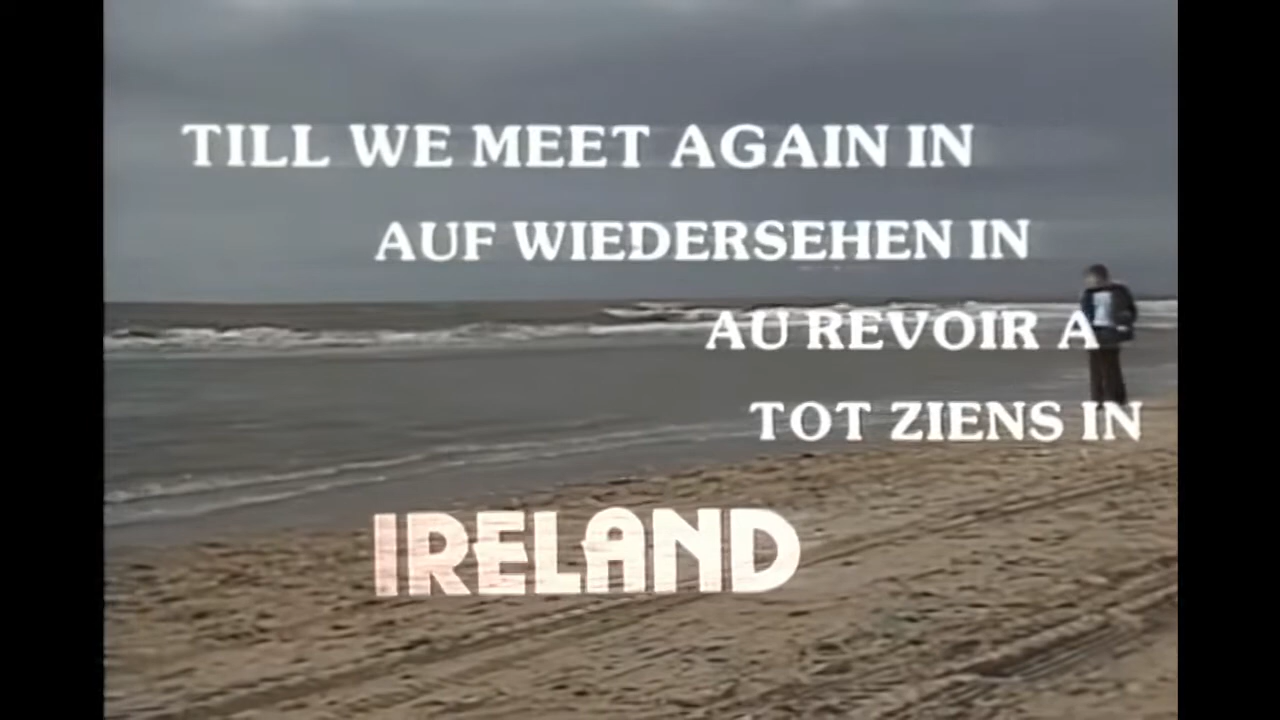 TILL WE MEET AGAIN IN
AUF WIEDERSEHEN IN
AU REVOIR A
TOT ZIENS IN
IRELAND